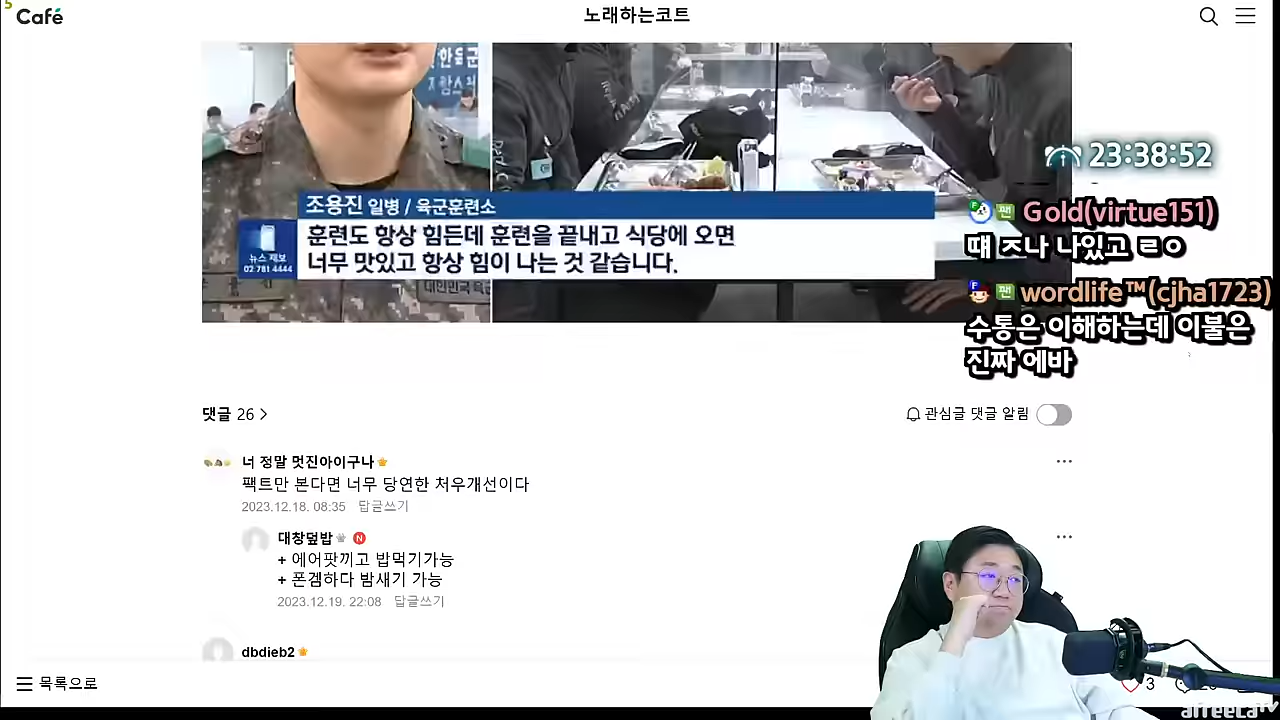 Café
노래하는코트
조용진 일병 / 육군훈련소
훈련도 항상 힘든데 훈련을 끝내고 식당에 오면
너무 맛있고 항상 힘이 나는 것 같습니다.
뉴스 제보
02 781 4444
23:38:52
팬 Gold(virtue151)
떄 ㅈ나 나있고 ㄹㅇ
팬 wordlife™(cjha1723)
수통은 이해하는데 이불은
진짜 에바
댓글 26
관심글 댓글 알림
너 정말 멋진아이구나
팩트만 본다면 너무 당연한 처우개선이다
2023.12.18. 08:35 답글쓰기
대창덮밥 N
+ 에어팟끼고 밥먹기가능
+ 폰겜하다 밤새기 가능
2023.12.19. 22:08 답글쓰기
dbdieb2
목록으로
3
afreecaTV